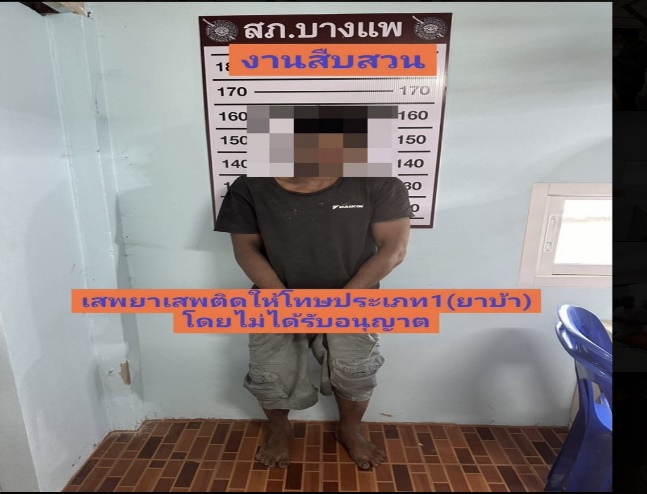 สภ.บางแพ
งานสืบสวน
170 170
160 160
150 150
140 140
DAIKIN
เสพยาเสพติดให้โทษประเภท1(ยาบ้า)
โดยไม่ได้รับอนุญาต